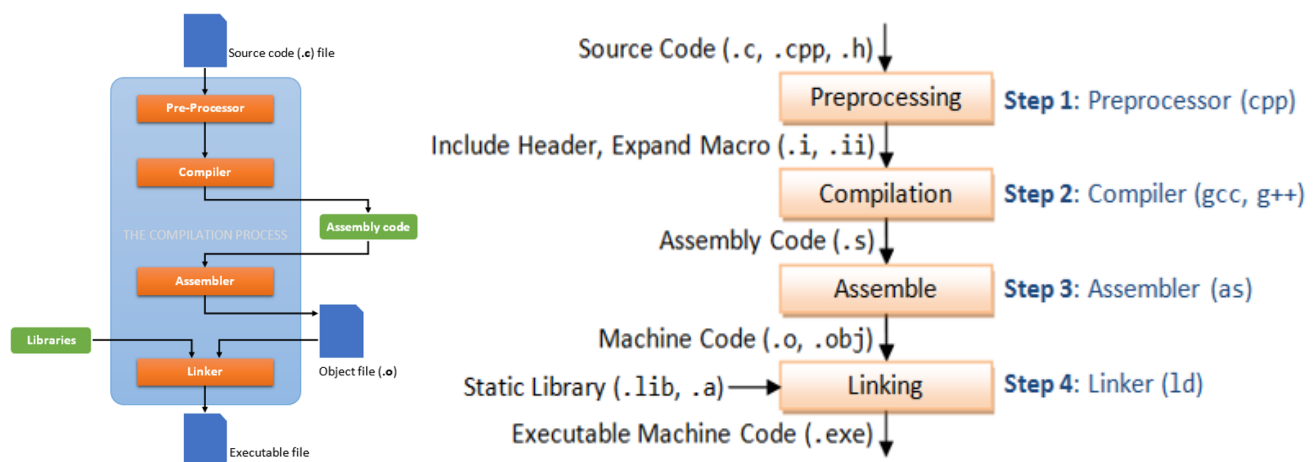 Source code (.c) file
Pre-Processor
Compiler
Assembly code
THE COMPILATION PROCESS
Assembler
Libraries
Object file (.o)
Linker
Executable file
Source Code (.c, .cpp, .h)
Preprocessing
Step 1: Preprocessor (cpp)
Include Header, Expand Macro (.i, .ii)
Compilation
Step 2: Compiler (gcc, g++)
Assembly Code (.s)
Assemble
Step 3: Assembler (as)
Machine Code (.o, .obj)
Static Library (.lib, .a)
Linking
Step 4: Linker (ld)
Executable Machine Code (.exe)